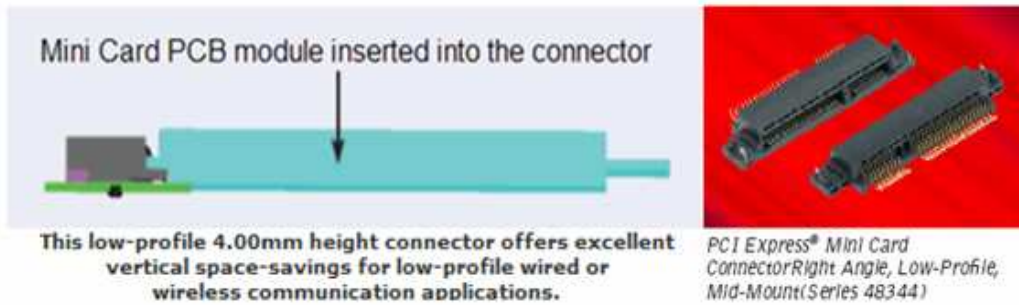 Mini Card PCB module inserted into the connector
This low-profile 4.00mm height connector offers excellent
vertical space-savings for low-profile wired or
wireless communication applications.
PCI Express® Mini Card
ConnectorRight Angle, Low-Profile,
Mid-Mount(Series 48344)